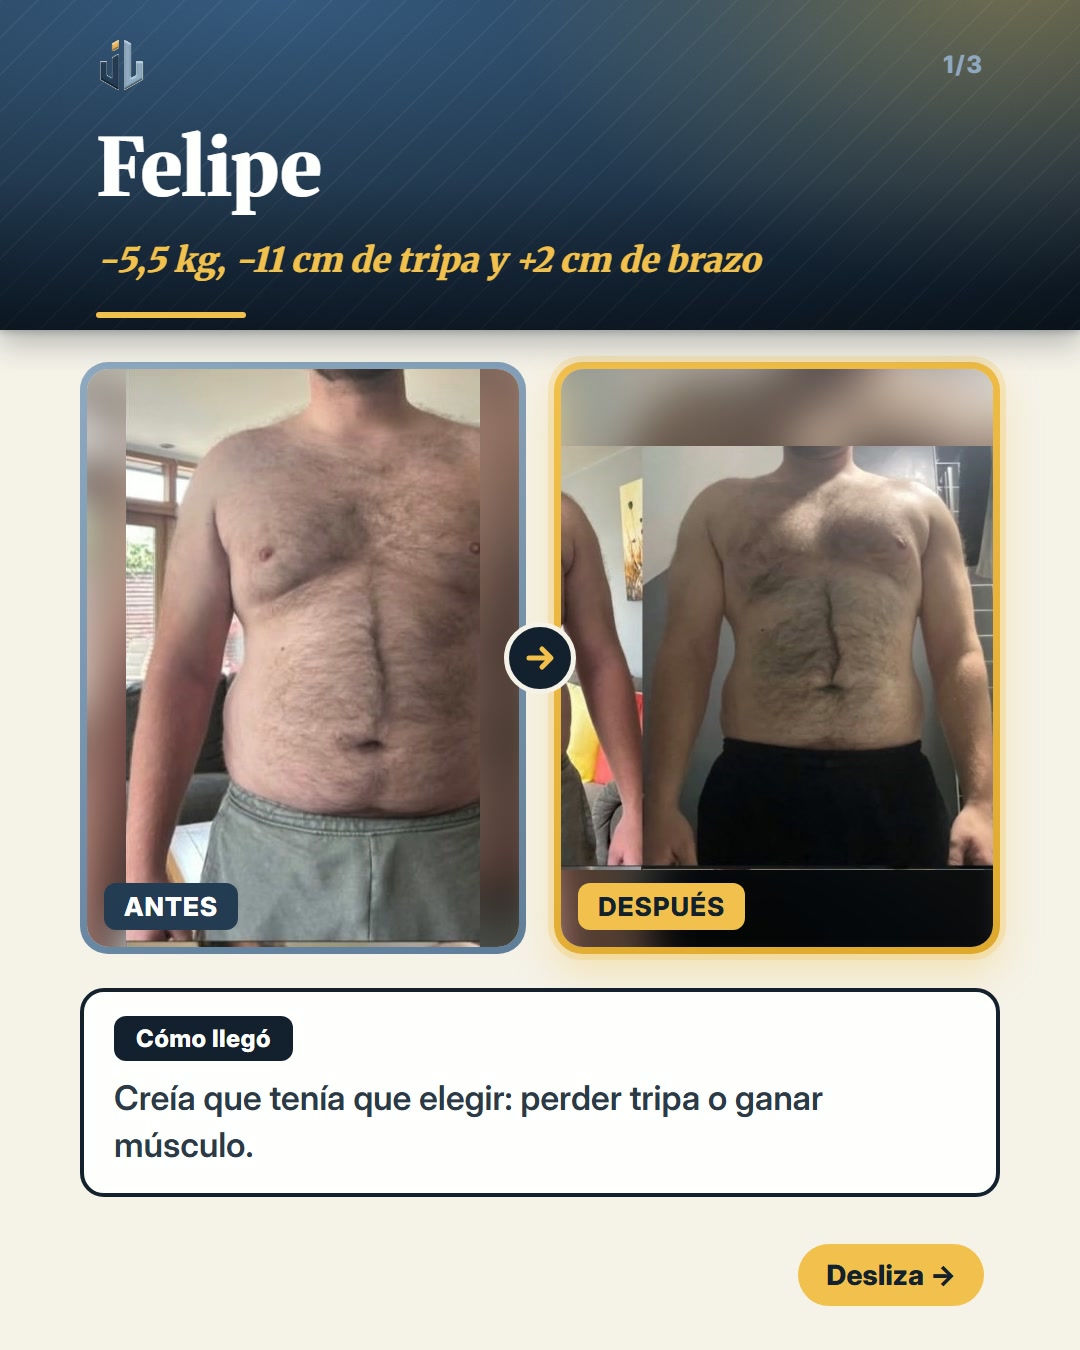 1/3
Felipe
−5,5 kg, −11 cm de tripa y +2 cm de brazo
ANTES
DESPUÉS
Cómo llegó
Creía que tenía que elegir: perder tripa o ganar
músculo.
Desliza →